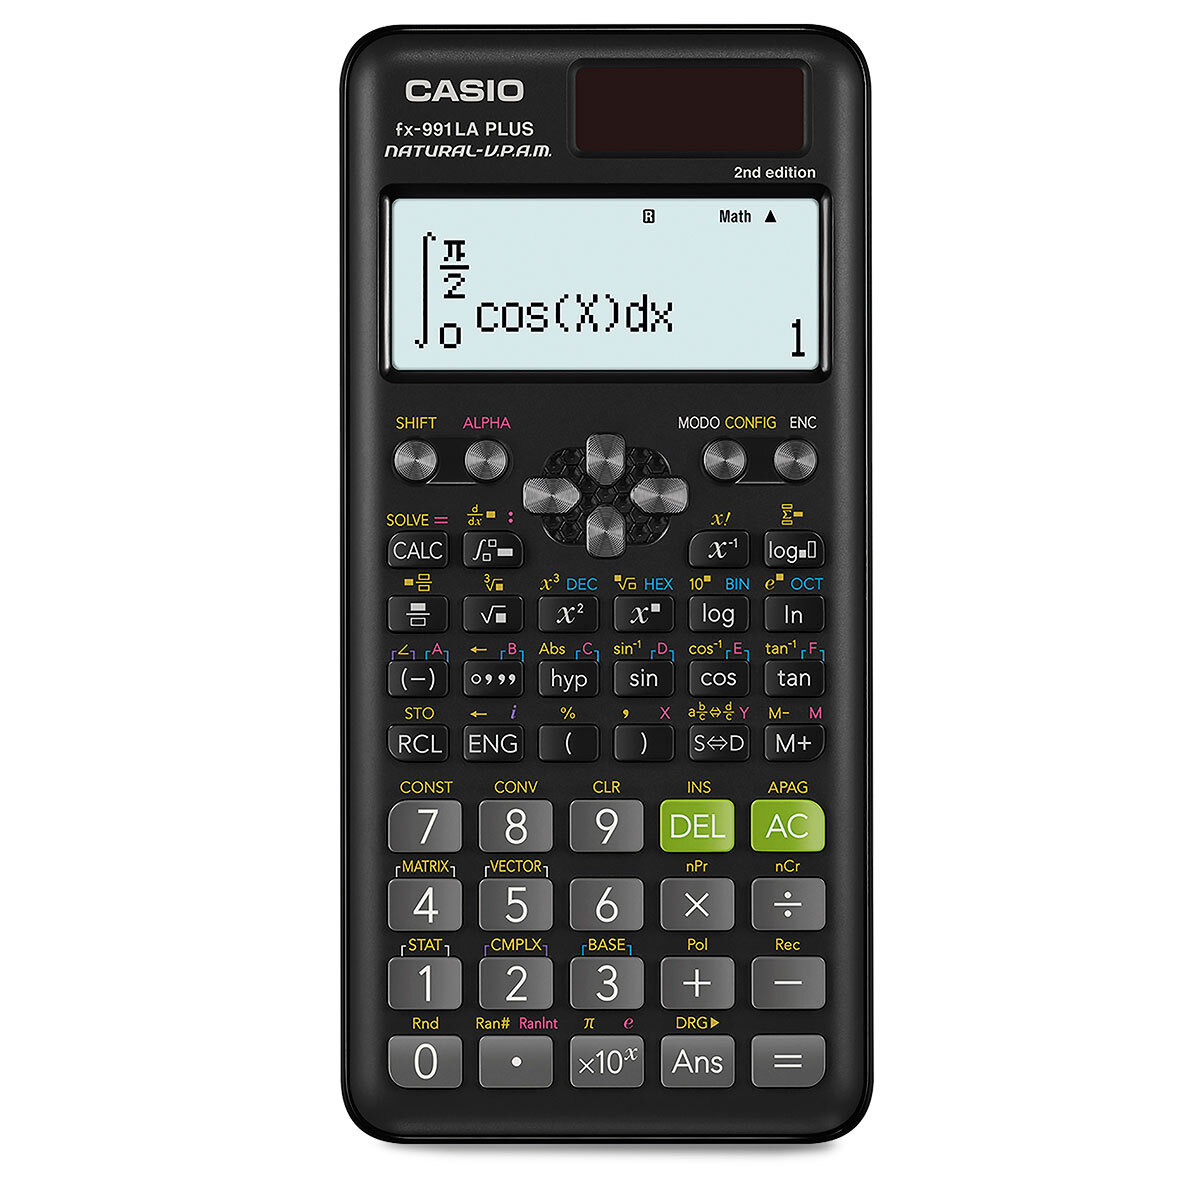 CASIO
fx-991LA PLUS
NATURAL-V.P.A.M.
2nd edition
R Math ▲
∫
π
2
0
cos(X)dx
1
SHIFT ALPHA MODO CONFIG ENC
SOLVE = d/dx■ : x! Σ
CALC ∫■ x⁻¹ log■□
■□/□ ³√■ x³ DEC ■√□ HEX 10■ BIN e■ OCT
■/□ √■ x² x■ log ln
∠ A ← B Abs C sin⁻¹ D cos⁻¹ E tan⁻¹ F
(−) ° , , , hyp sin cos tan
STO ← i % , X a b/c⇔d/c Y M− M
RCL ENG ( ) S⇔D M+
CONST CONV CLR INS APAG
7 8 9 DEL AC
MATRIX VECTOR nPr nCr
4 5 6 × ÷
STAT CMPLX BASE Pol Rec
1 2 3 + −
Rnd Ran# RanInt π e DRG▶
0 • ×10ˣ Ans =